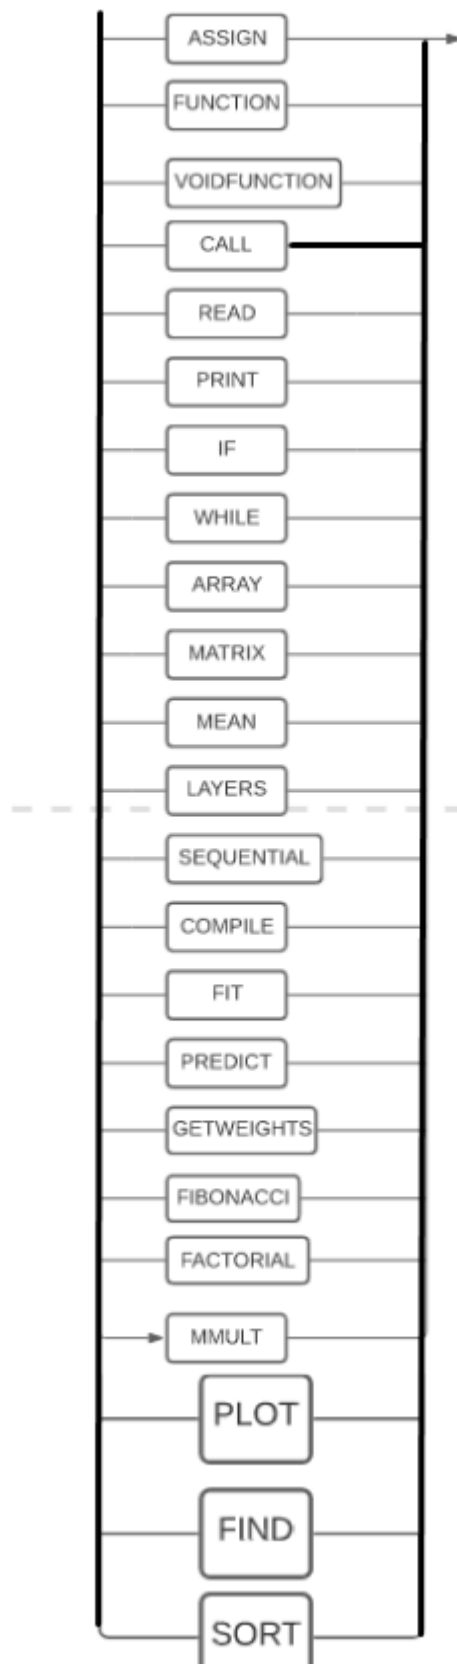 ASSIGN
FUNCTION
VOIDFUNCTION
CALL
READ
PRINT
IF
WHILE
ARRAY
MATRIX
MEAN
LAYERS
SEQUENTIAL
COMPILE
FIT
PREDICT
GETWEIGHTS
FIBONACCI
FACTORIAL
MMULT
PLOT
FIND
SORT